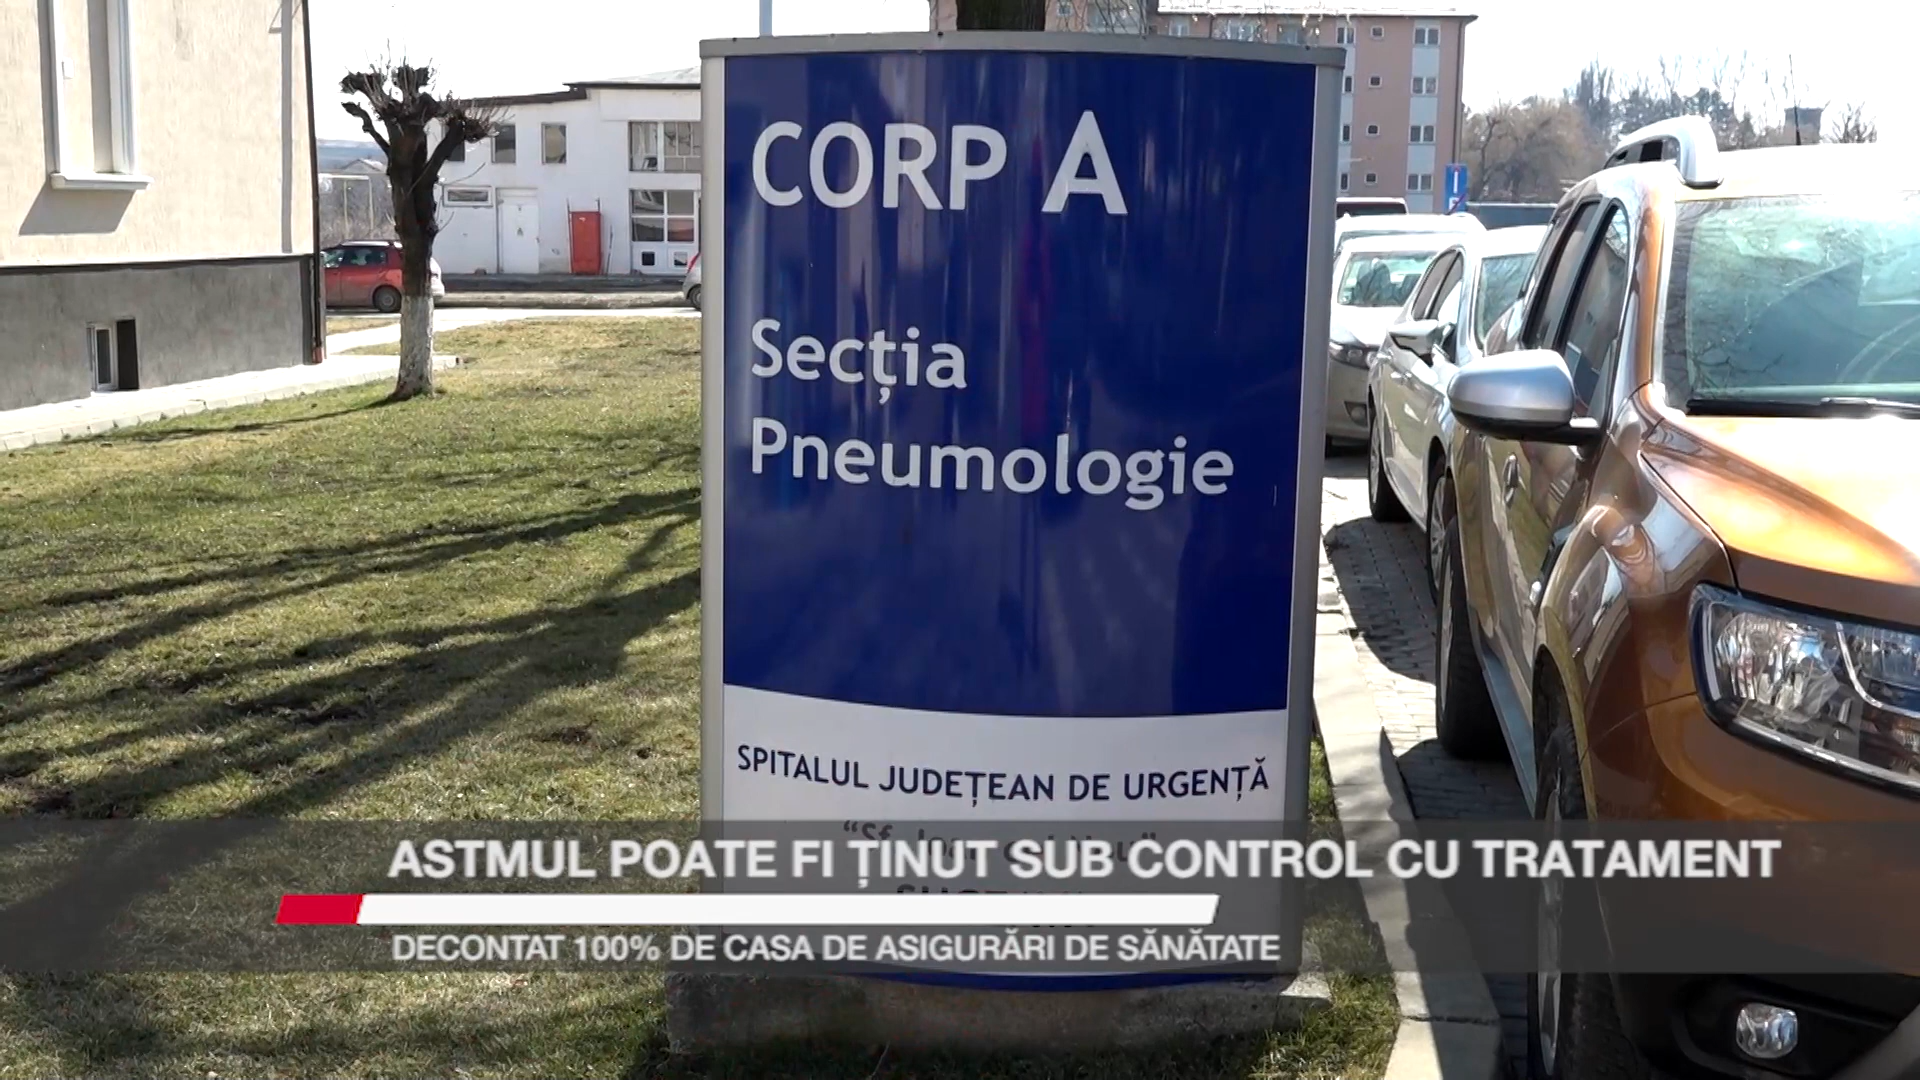 CORP A
Secția
Pneumologie
SPITALUL JUDEȚEAN DE URGENȚĂ
ASTMUL POATE FI ȚINUT SUB CONTROL CU TRATAMENT
DECONTAT 100% DE CASA DE ASIGURĂRI DE SĂNĂTATE